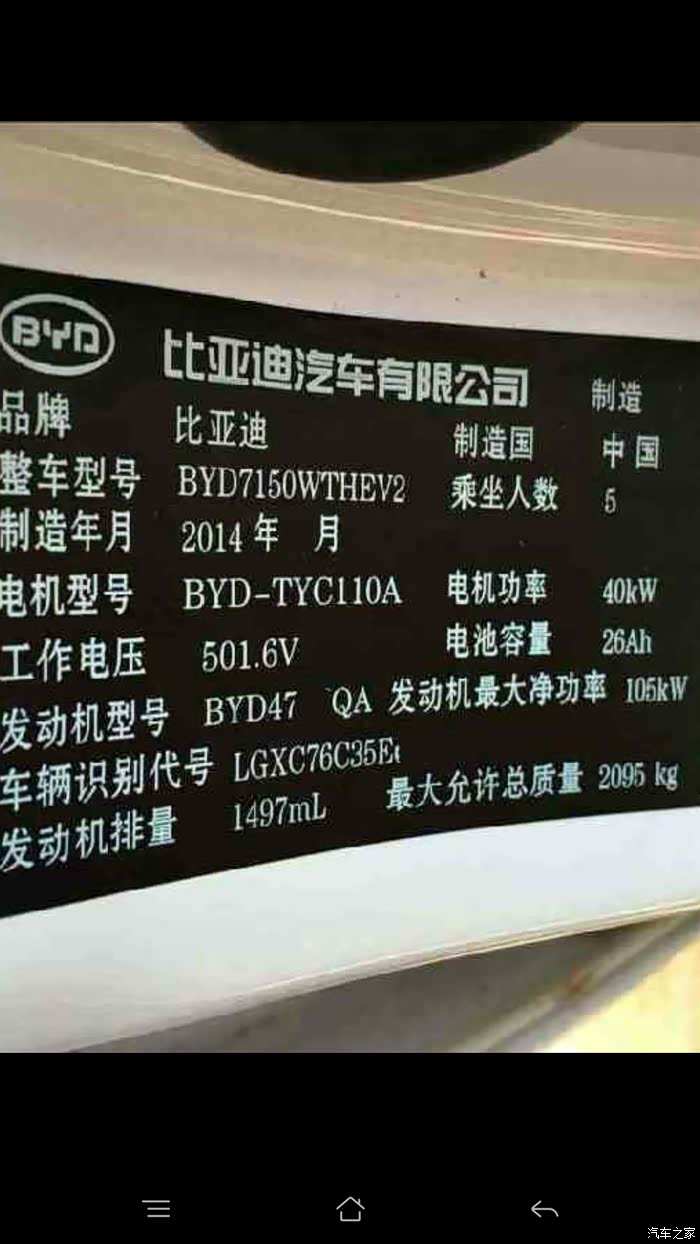 BYD 比亚迪汽车有限公司 制造
品牌 比亚迪 制造国 中国
整车型号 BYD7150WTHEV2 乘坐人数 5
制造年月 2014年 月
电机型号 BYD-TYC110A 电机功率 40kW
工作电压 501.6V 电池容量 26Ah
发动机型号 BYD47 QA 发动机最大净功率 105kW
车辆识别代号 LGXC76C35E
发动机排量 1497mL 最大允许总质量 2095 kg
汽车之家